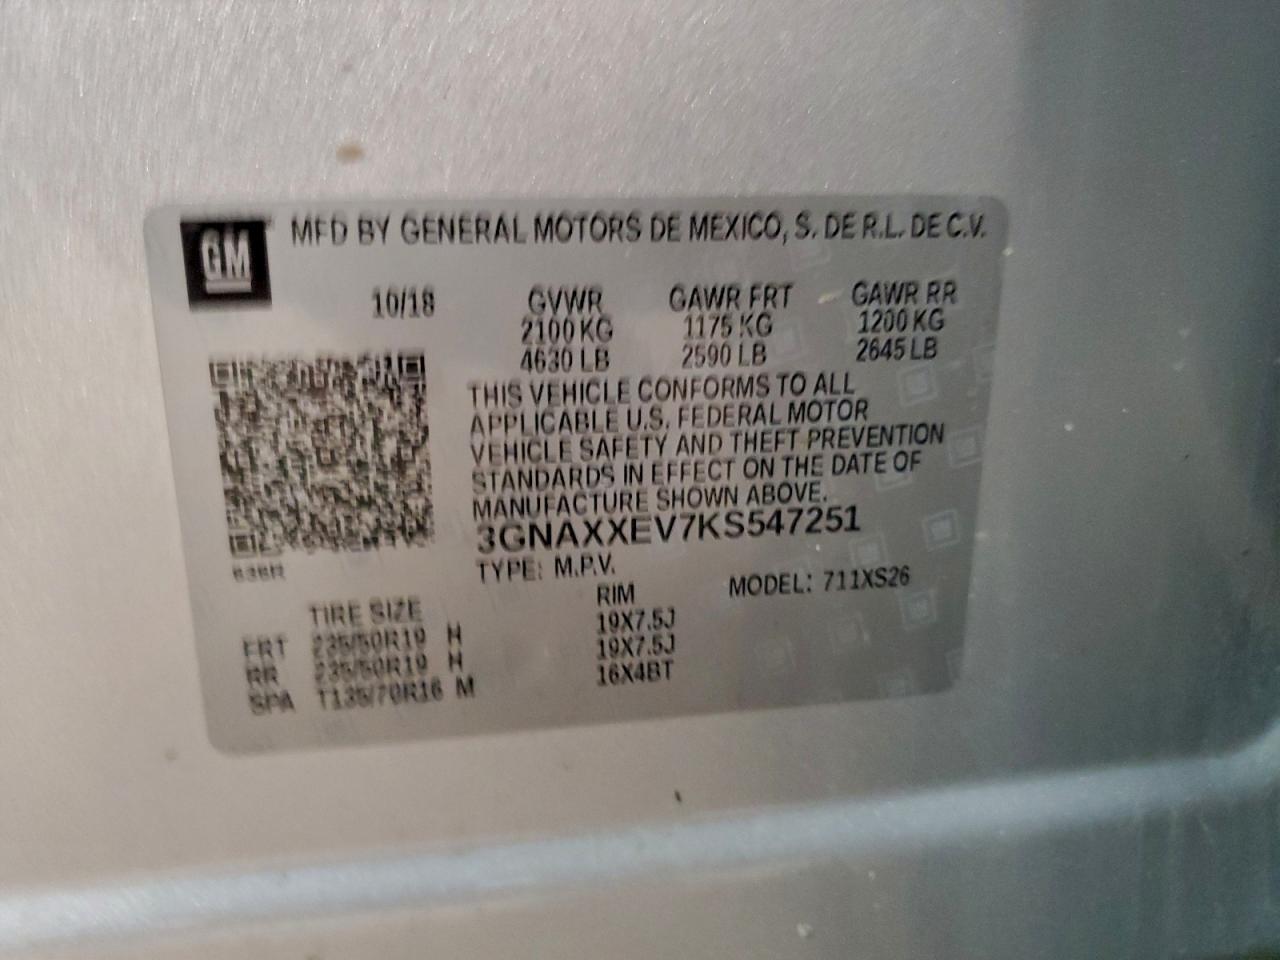 GM MFD BY GENERAL MOTORS DE MEXICO, S. DE R.L. DE C.V.
10/18 GVWR GAWR FRT GAWR RR
2100 KG 1175 KG 1200 KG
4630 LB 2590 LB 2645 LB
THIS VEHICLE CONFORMS TO ALL
APPLICABLE U.S. FEDERAL MOTOR
VEHICLE SAFETY AND THEFT PREVENTION
STANDARDS IN EFFECT ON THE DATE OF
MANUFACTURE SHOWN ABOVE.
3GNAXXEV7KS547251
TYPE: M.P.V. MODEL: 711XS26
TIRE SIZE RIM
FRT 235/50R19 H 19X7.5J
RR 235/50R19 H 19X7.5J
SPA T135/70R16 M 16X4BT